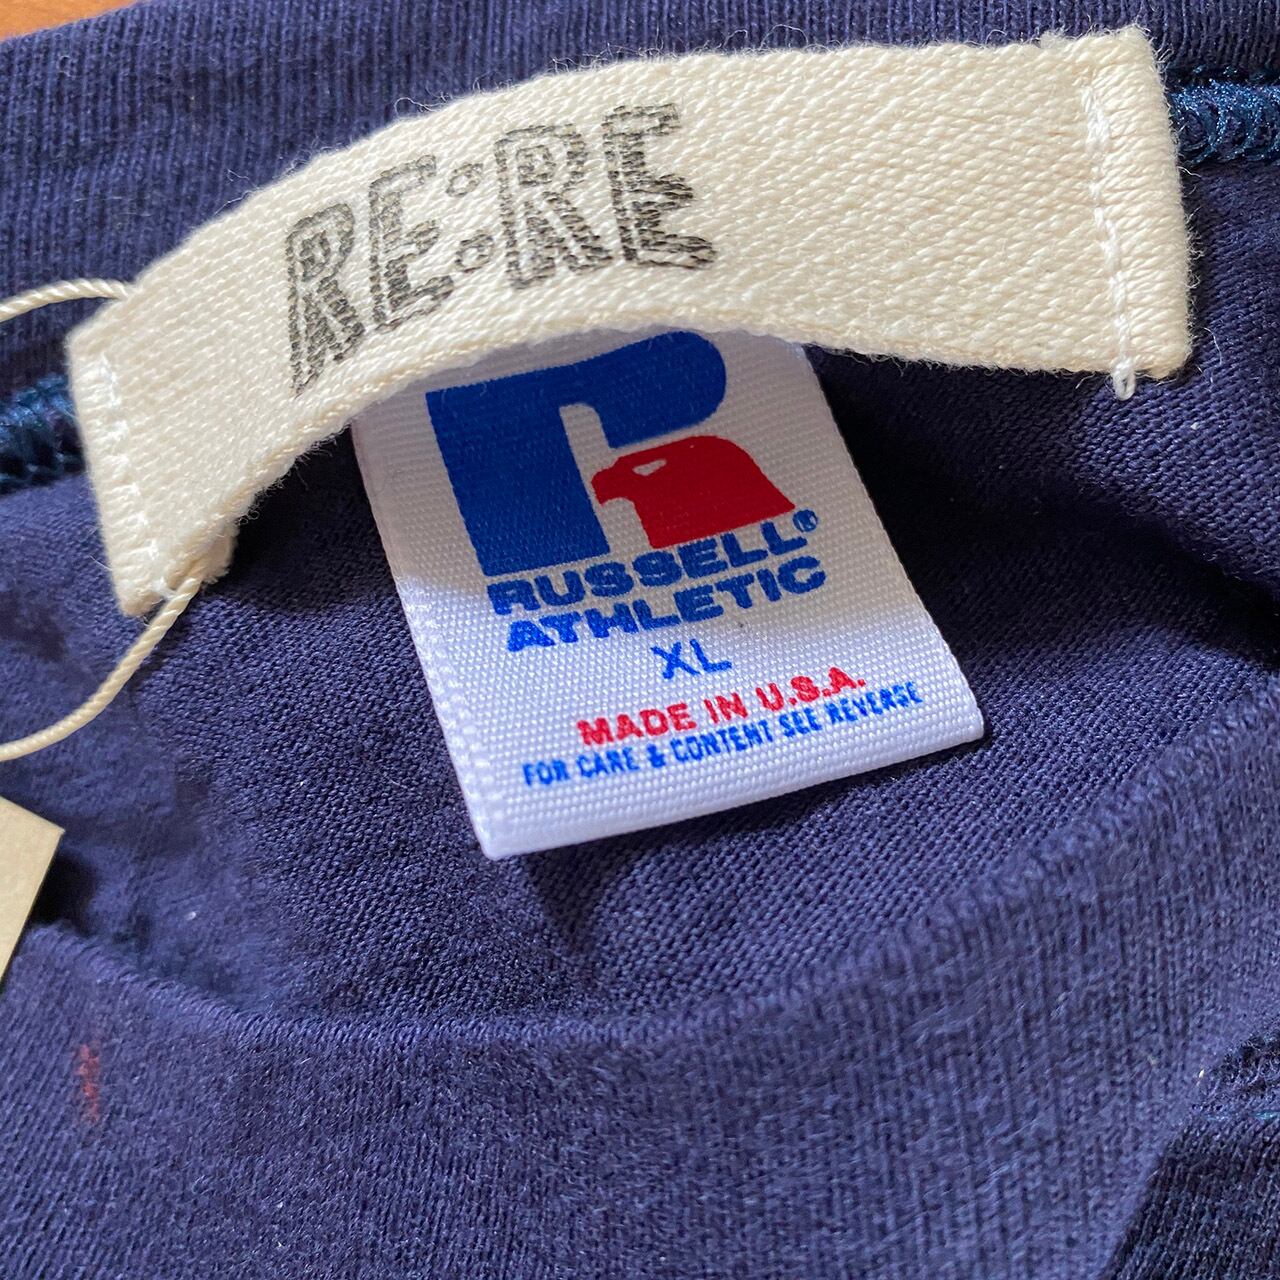 RE:RE
RUSSELL®
ATHLETIC
XL
MADE IN U.S.A.
FOR CARE & CONTENT SEE REVERSE